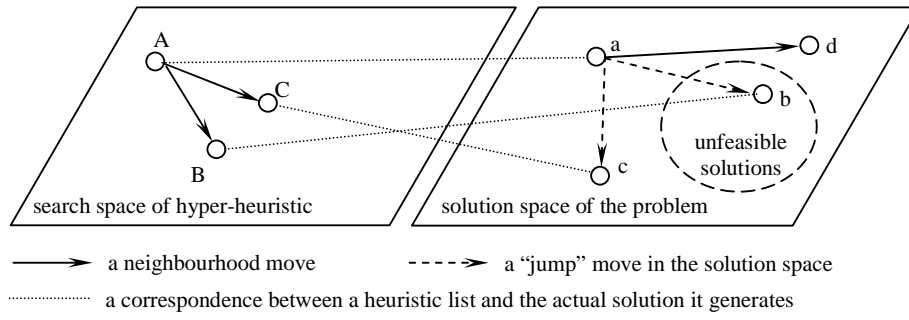 A
C
B
search space of hyper-heuristic
a
d
b
unfeasible
solutions
c
solution space of the problem
a neighbourhood move
a “jump” move in the solution space
a correspondence between a heuristic list and the actual solution it generates